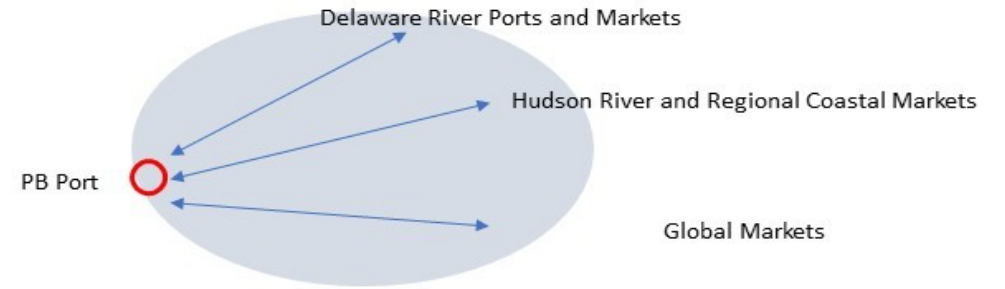 Delaware River Ports and Markets
Hudson River and Regional Coastal Markets
PB Port
Global Markets